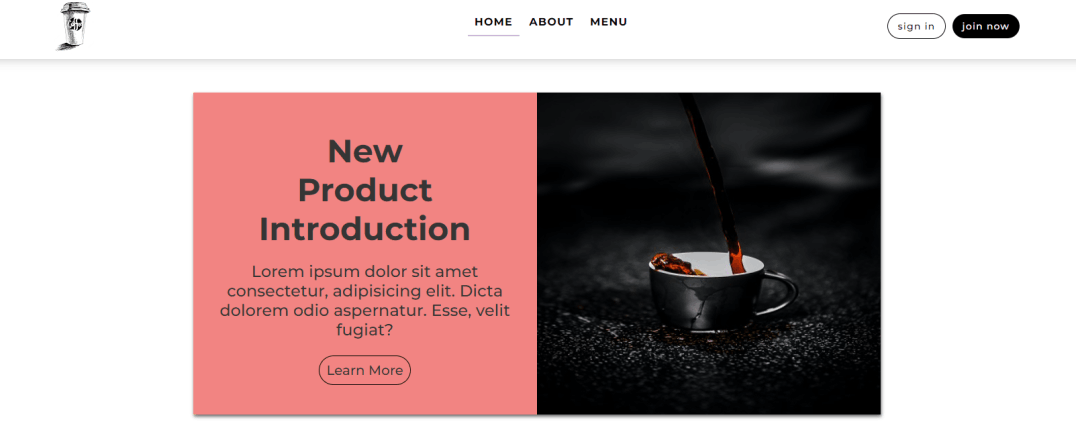 HOME ABOUT MENU
sign in join now
New
Product
Introduction
Lorem ipsum dolor sit amet
consectetur, adipisicing elit. Dicta
dolorem odio aspernatur. Esse, velit
fugiat?
Learn More